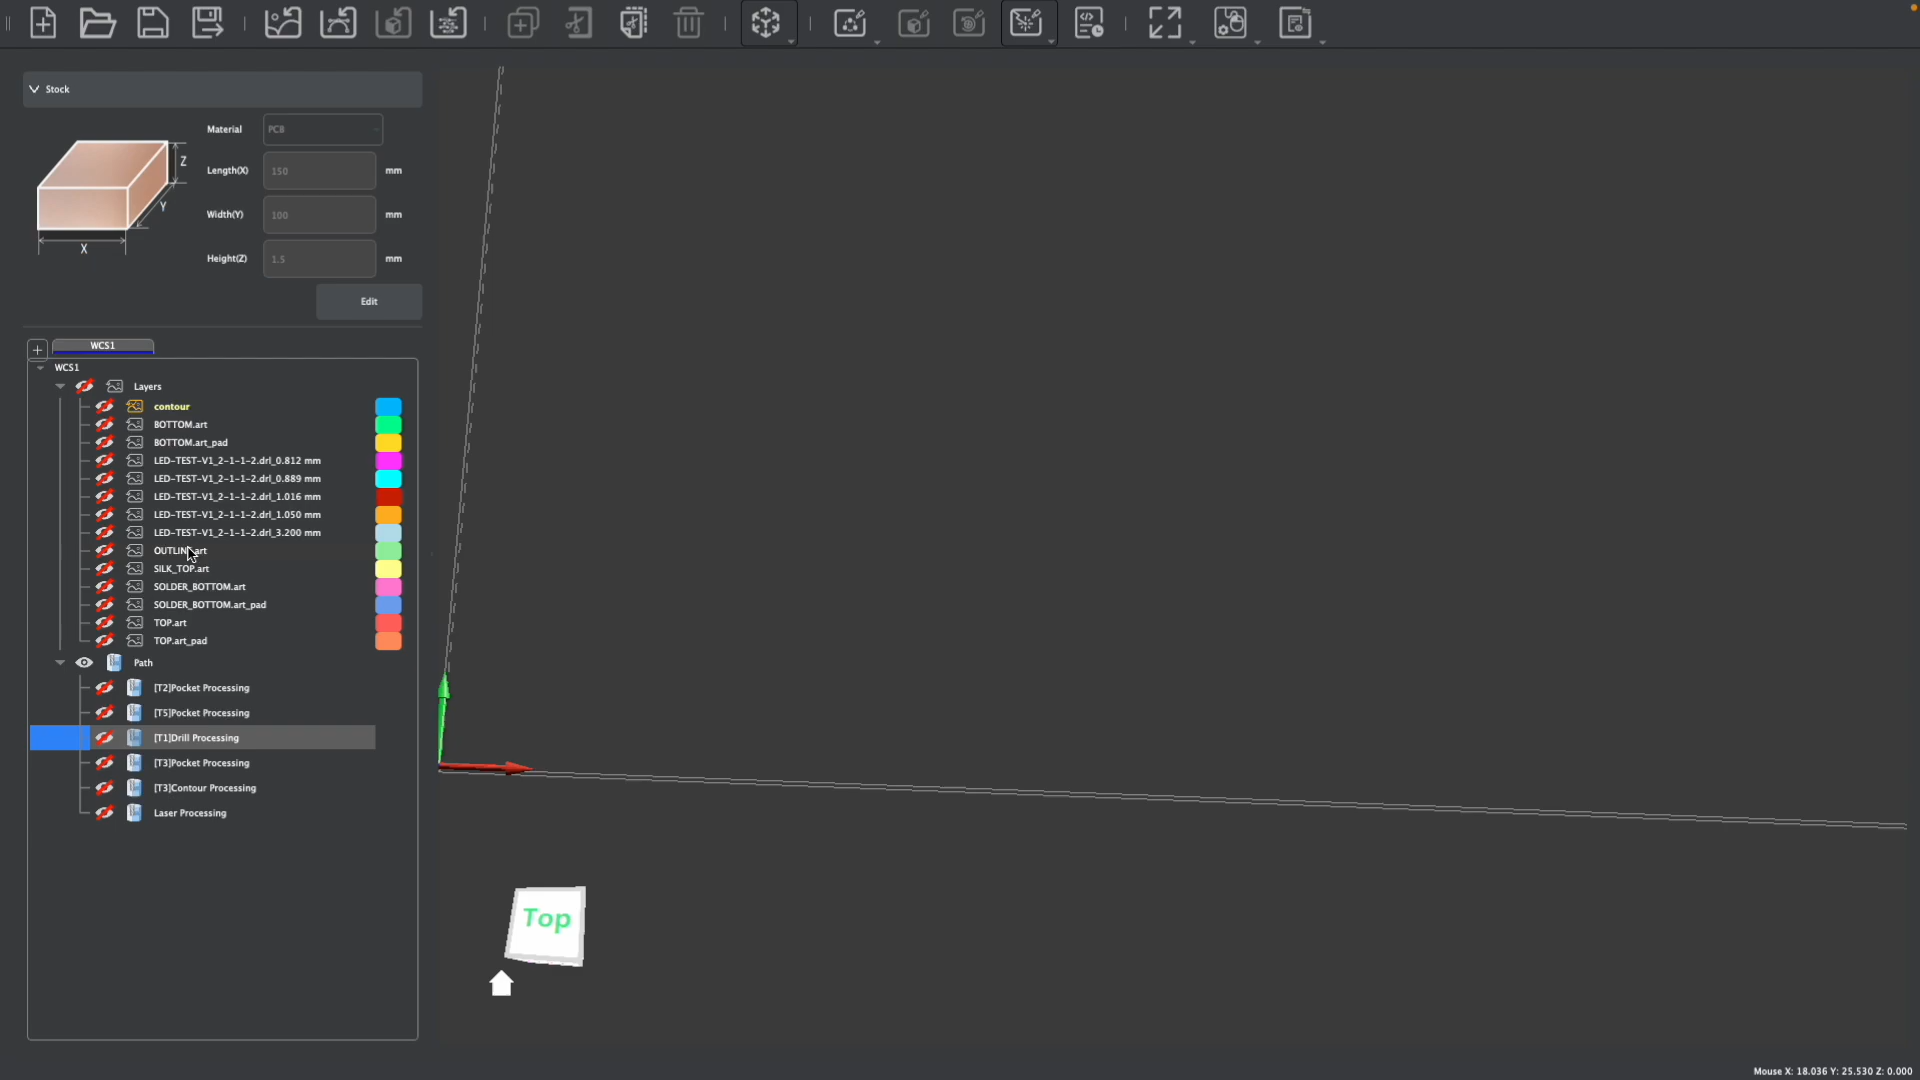 Stock
Material PCB
Z
Length(X) 150 mm
Y
Width(Y) 100 mm
X
Height(Z) 1.5 mm
Edit
+ WCS1
WCS1
Layers
contour
BOTTOM.art
BOTTOM.art_pad
LED-TEST-V1_2-1-1-2.drl_0.812 mm
LED-TEST-V1_2-1-1-2.drl_0.889 mm
LED-TEST-V1_2-1-1-2.drl_1.016 mm
LED-TEST-V1_2-1-1-2.drl_1.050 mm
LED-TEST-V1_2-1-1-2.drl_3.200 mm
SILK_TOP.art
SOLDER_BOTTOM.art
SOLDER_BOTTOM.art_pad
TOP.art
TOP.art_pad
Path
[T2]Pocket Processing
[T5]Pocket Processing
[T1]Drill Processing
[T3]Pocket Processing
[T3]Contour Processing
Laser Processing
Top
Mouse X: 18.036 Y: 25.530 Z: 0.000